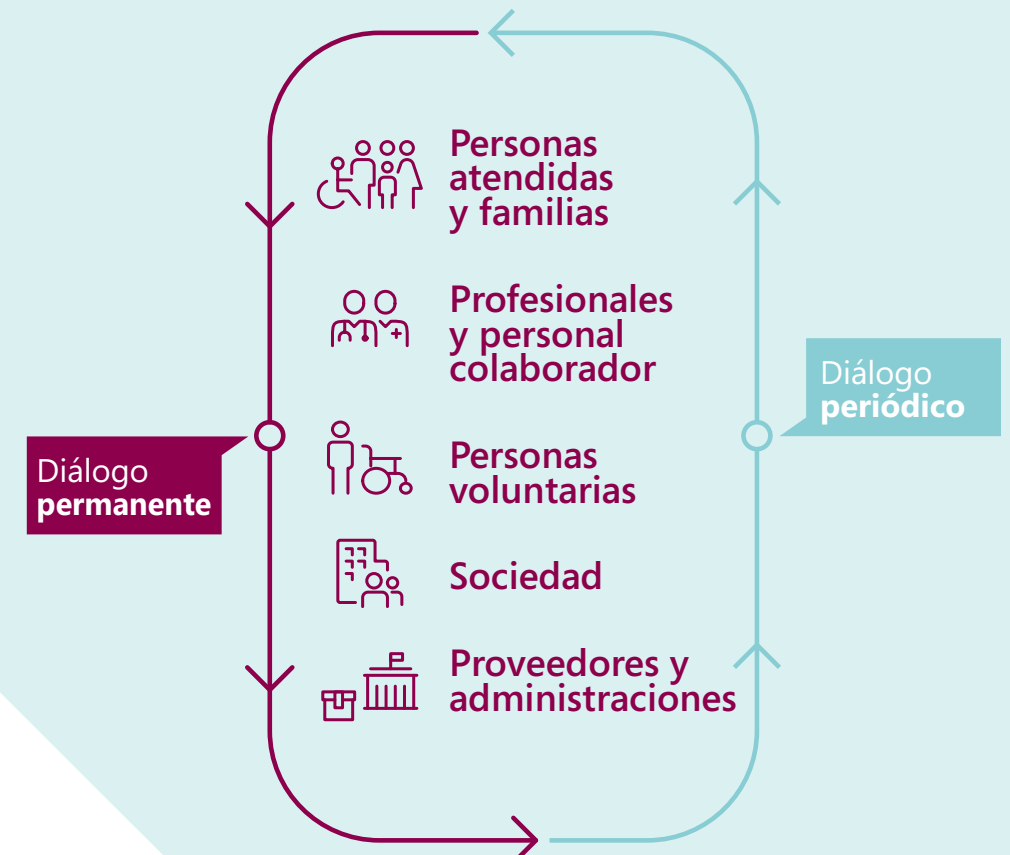 Personas
atendidas
y familias
Profesionales
y personal
colaborador
Diálogo
periódico
Personas
voluntarias
Diálogo
permanente
Sociedad
Proveedores y
administraciones